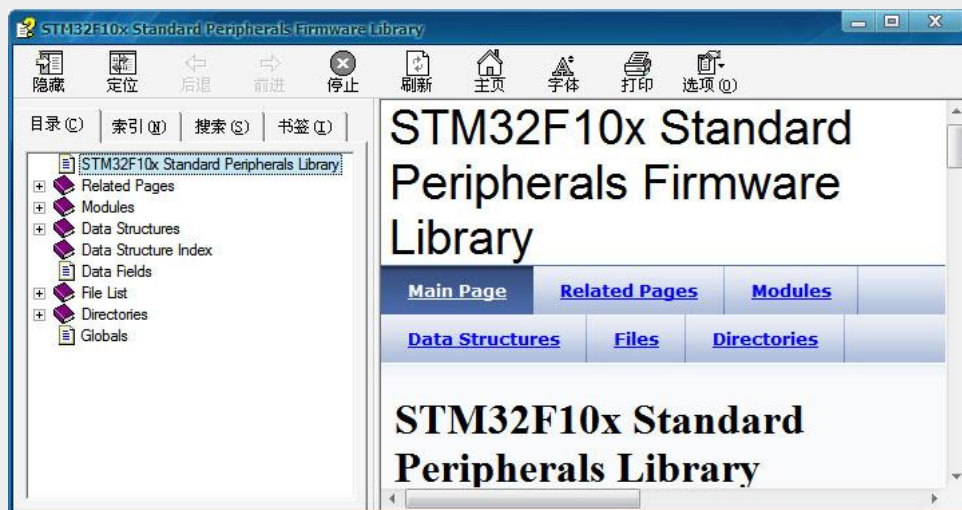 STM32F10x Standard Peripherals Firmware Library
隐藏 定位 后退 前进 停止 刷新 主页 字体 打印 选项(O)
目录(C) 索引(N) 搜索(S) 书签(I)
STM32F10x Standard Peripherals Library
Related Pages
Modules
Data Structures
Data Structure Index
Data Fields
File List
Directories
Globals
STM32F10x Standard
Peripherals Firmware
Library
Main Page Related Pages Modules
Data Structures Files Directories
STM32F10x Standard
Peripherals Library